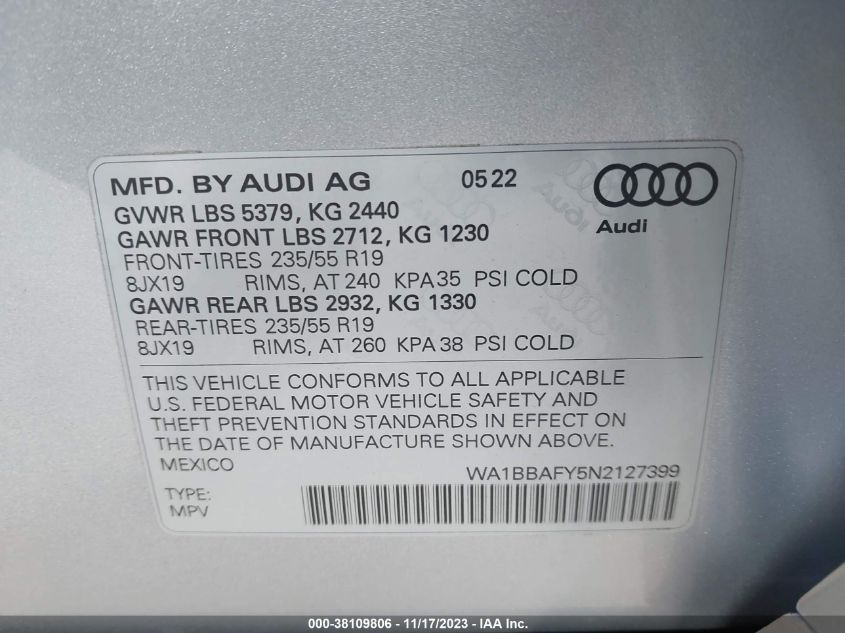 MFD. BY AUDI AG 0522
GVWR LBS 5379, KG 2440
Audi
GAWR FRONT LBS 2712, KG 1230
FRONT-TIRES 235/55 R19
8JX19 RIMS, AT 240 KPA 35 PSI COLD
GAWR REAR LBS 2932, KG 1330
REAR-TIRES 235/55 R19
8JX19 RIMS, AT 260 KPA 38 PSI COLD
THIS VEHICLE CONFORMS TO ALL APPLICABLE
U.S. FEDERAL MOTOR VEHICLE SAFETY AND
THEFT PREVENTION STANDARDS IN EFFECT ON
THE DATE OF MANUFACTURE SHOWN ABOVE.
MEXICO
WA1BBAFY5N2127399
TYPE:
MPV
000-38109806 - 11/17/2023 - IAA Inc.